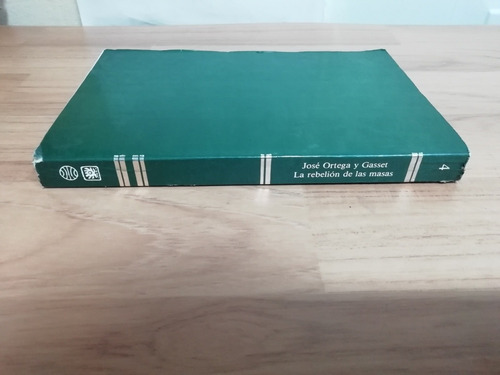 José Ortega y Gasset
La rebelión de las masas
4